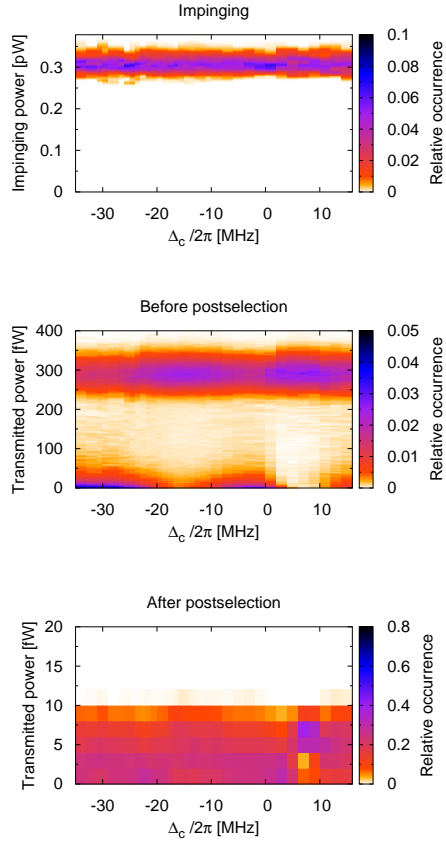 Impinging
Impinging power [pW]
0.3
0.2
0.1
0
-30 -20 -10 0 10
Δc /2π [MHz]
0.1
0.08
0.06
0.04
0.02
0
Relative occurrence
Before postselection
Transmitted power [fW]
400
300
200
100
0
-30 -20 -10 0 10
Δc /2π [MHz]
0.05
0.04
0.03
0.02
0.01
0
Relative occurrence
After postselection
Transmitted power [fW]
20
15
10
5
0
-30 -20 -10 0 10
Δc /2π [MHz]
0.8
0.6
0.4
0.2
0
Relative occurrence